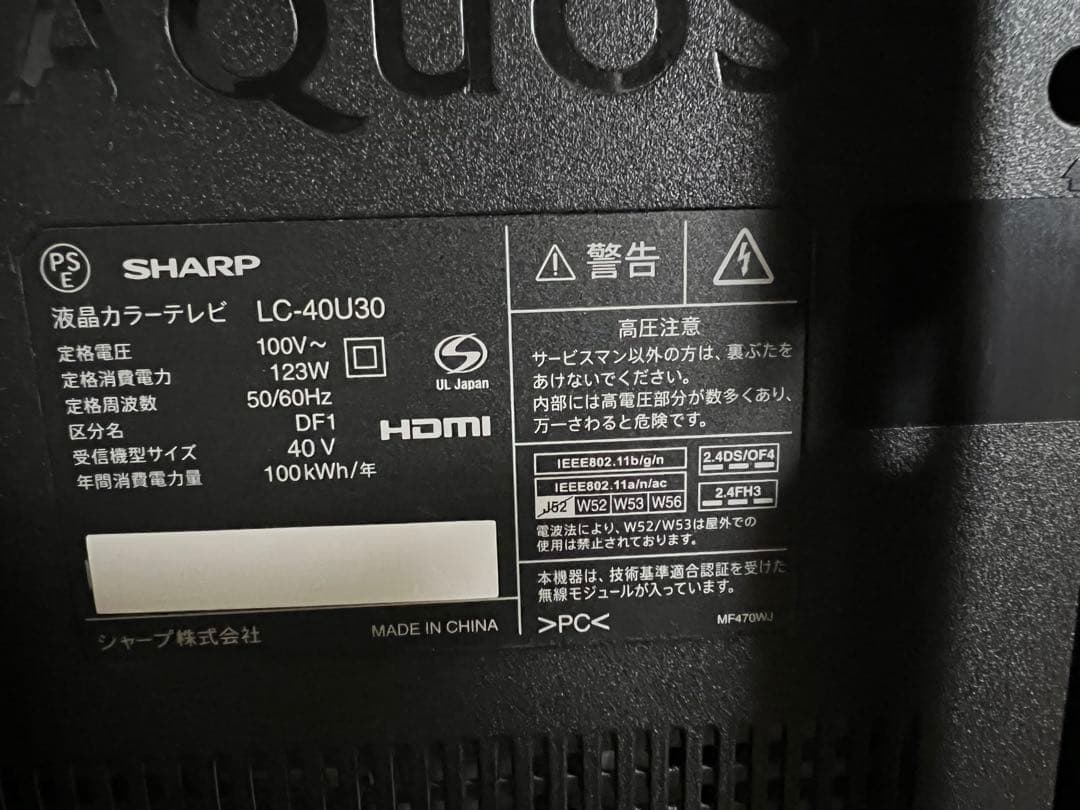 AQUOS
PS
E
SHARP
液晶カラーテレビ LC-40U30
定格電圧 100V～
定格消費電力 123W
定格周波数 50/60Hz
区分名 DF1
受信機型サイズ 40V
年間消費電力量 100kWh/年
UL Japan
HDMI
シャープ株式会社
MADE IN CHINA
警告
高圧注意
サービスマン以外の方は、裏ぶたを
あけないでください。
内部には高電圧部分が数多くあり、
万一さわると危険です。
IEEE802.11b/g/n
IEEE802.11a/n/ac
J52 W52 W53 W56
2.4DS/OF4
2.4FH3
電波法により、W52/W53は屋外での
使用は禁止されております。
本機器は、技術基準適合認証を受けた
無線モジュールが入っています。
>PC<
MF470WJ